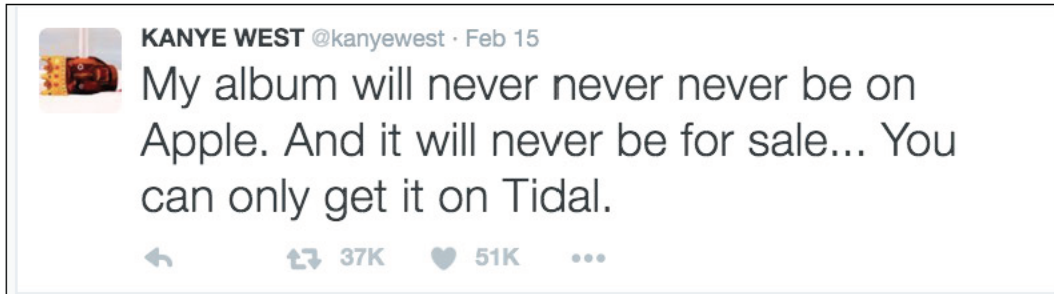 KANYE WEST @kanyewest · Feb 15
My album will never never never be on
Apple. And it will never be for sale... You
can only get it on Tidal.
37K 51K